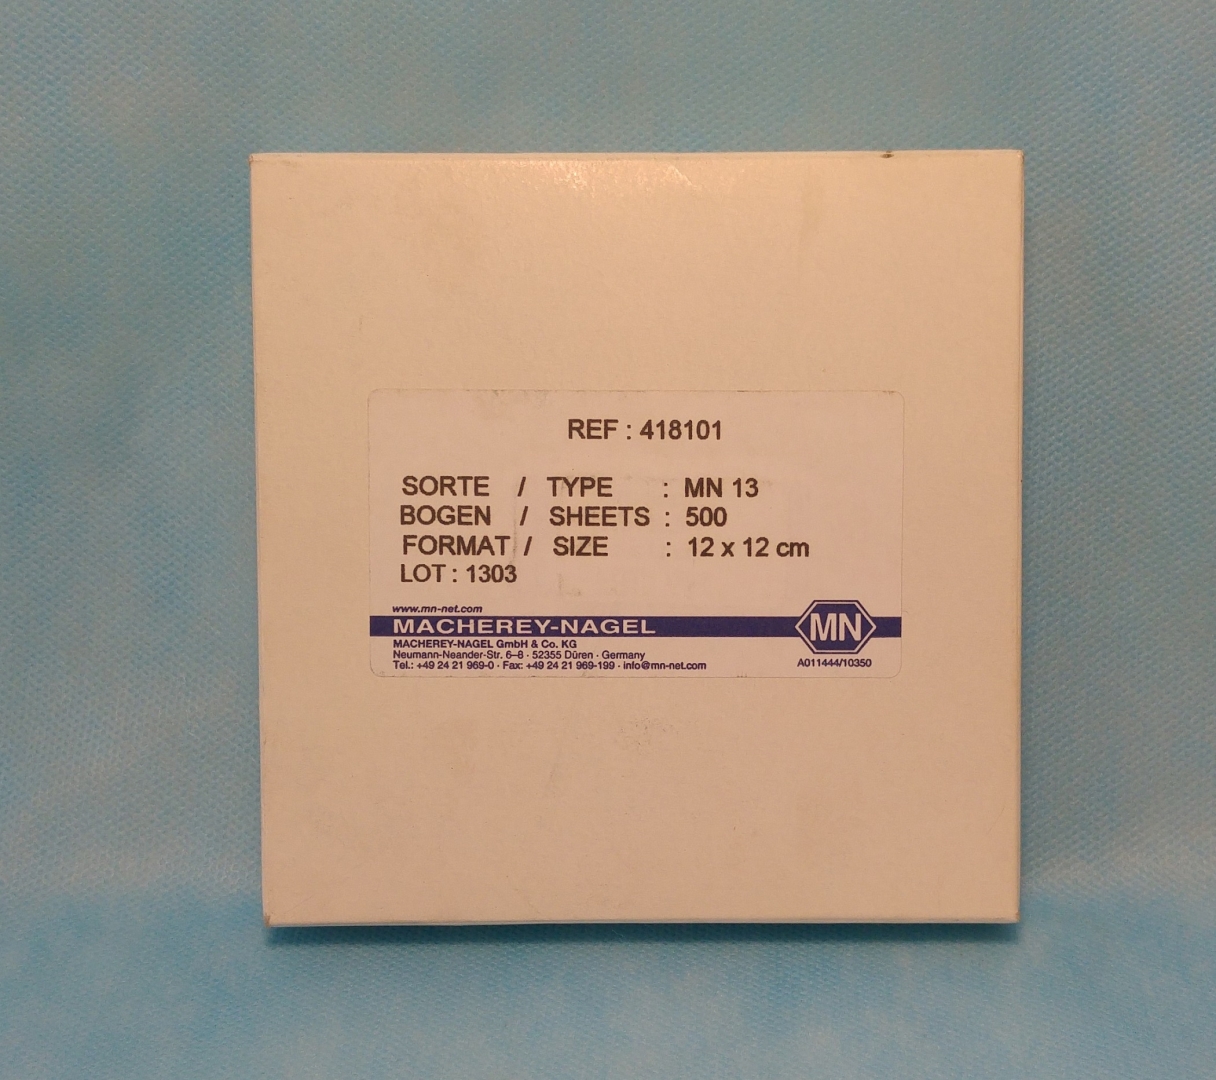 REF : 418101
SORTE / TYPE : MN 13
BOGEN / SHEETS : 500
FORMAT / SIZE : 12 x 12 cm
LOT : 1303
www.mn-net.com
MACHEREY-NAGEL
MN
MACHEREY-NAGEL GmbH & Co. KG
Neumann-Neander-Str. 6–8 · 52355 Düren · Germany
Tel.: +49 24 21 969-0 · Fax: +49 24 21 969-199 · info@mn-net.com
A011444/10350